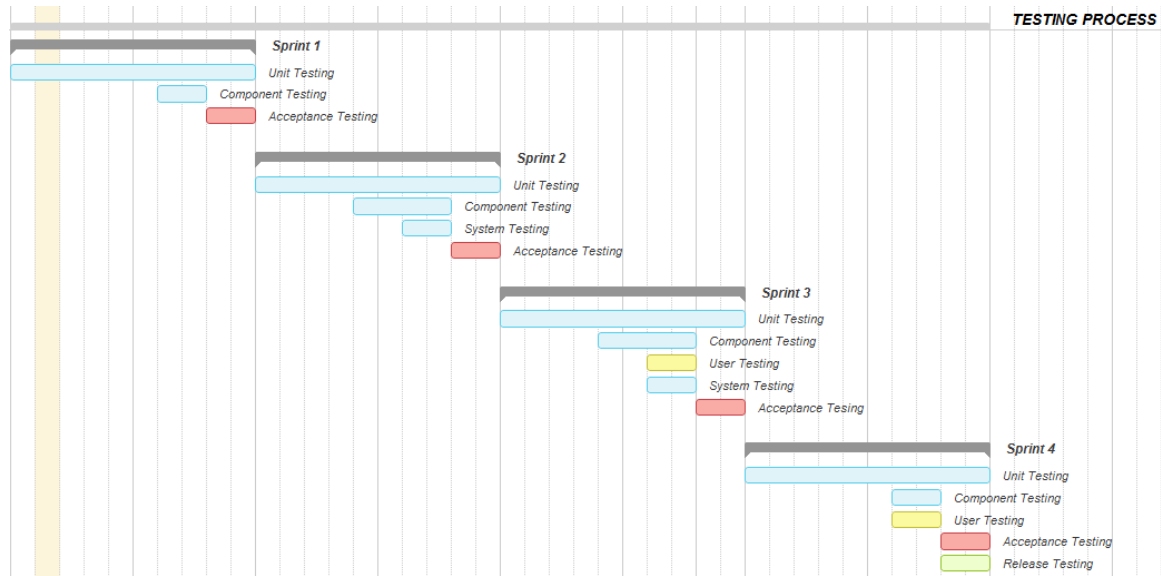 TESTING PROCESS
Sprint 1
Unit Testing
Component Testing
Acceptance Testing
Sprint 2
Unit Testing
Component Testing
System Testing
Acceptance Testing
Sprint 3
Unit Testing
Component Testing
User Testing
System Testing
Acceptance Tesing
Sprint 4
Unit Testing
Component Testing
User Testing
Acceptance Testing
Release Testing